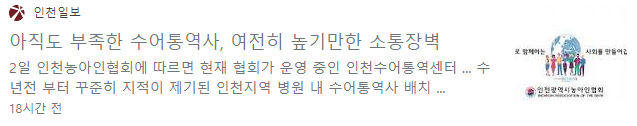 인천일보
아직도 부족한 수어통역사, 여전히 높기만한 소통장벽
2일 인천농아인협회에 따르면 현재 협회가 운영 중인 인천수어통역센터 ... 수
년전 부터 꾸준히 지적이 제기된 인천지역 병원 내 수어통역사 배치 ...
18시간 전
로 함께하는 사회를 만들어갑
인천광역시농아인협회